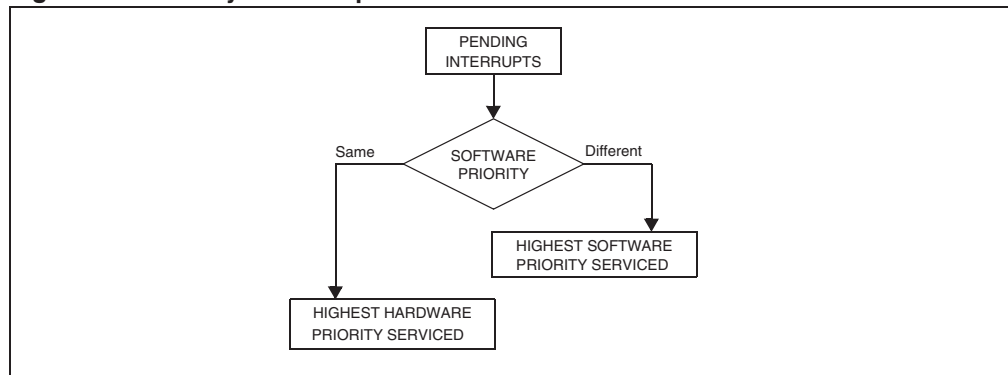 PENDING
INTERRUPTS
Same
SOFTWARE
PRIORITY
Different
HIGHEST SOFTWARE
PRIORITY SERVICED
HIGHEST HARDWARE
PRIORITY SERVICED